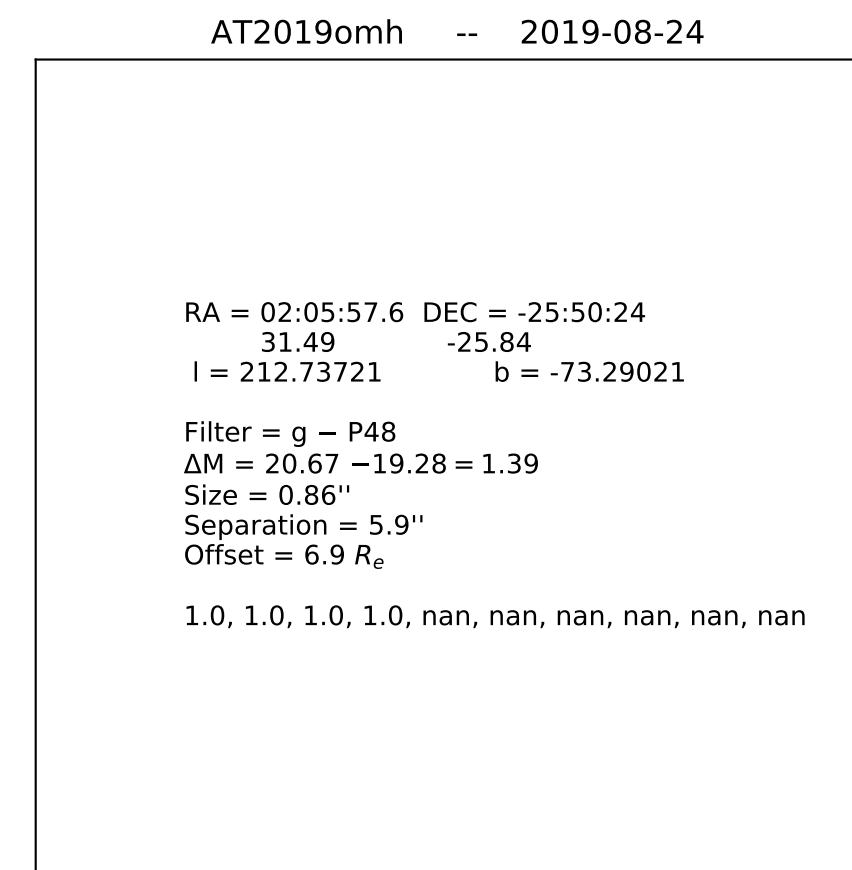 AT2019omh -- 2019-08-24
RA = 02:05:57.6 DEC = -25:50:24
31.49 -25.84
l = 212.73721 b = -73.29021
Filter = g − P48
ΔM = 20.67 −19.28 = 1.39
Size = 0.86''
Separation = 5.9''
Offset = 6.9 Rₑ
1.0, 1.0, 1.0, 1.0, nan, nan, nan, nan, nan, nan